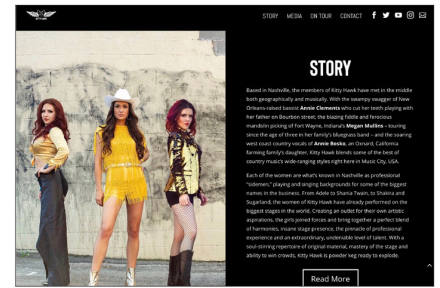 STORY MEDIA ON TOUR CONTACT
STORY
Based in Nashville, the members of Kitty Hawk have met in the middle
both geographically and musically. With the swampy swagger of New
Orleans-raised bassist Annie Clements who cut her teeth playing with
her father on Bourbon street, the blazing fiddle and ferocious
mandolin picking of Fort Wayne, Indiana's Megan Mullins – touring
since the age of three in her family's bluegrass band – and the soaring
west coast country vocals of Annie Bosko, an Oxnard, California
farming family's daughter, Kitty Hawk blends some of the best of
country music's wide-ranging styles right here in Music City, USA.
Each of the women are what's known in Nashville as professional
"sidemen," playing and singing backgrounds for some of the biggest
names in the business. From Adele to Shania Twain, to Shakira and
Sugarland, the women of Kitty Hawk have already performed on the
biggest stages in the world. Creating an outlet for their own artistic
aspirations, the girls joined forces and bring together a perfect blend
of harmonies, insane stage presence, the pinnacle of professional
experience and an extraordinary, undeniable level of talent. With a
soul-stirring repertoire of original material, mastery of the stage and
ability to win crowds, Kitty Hawk is powder keg ready to explode.
Read More